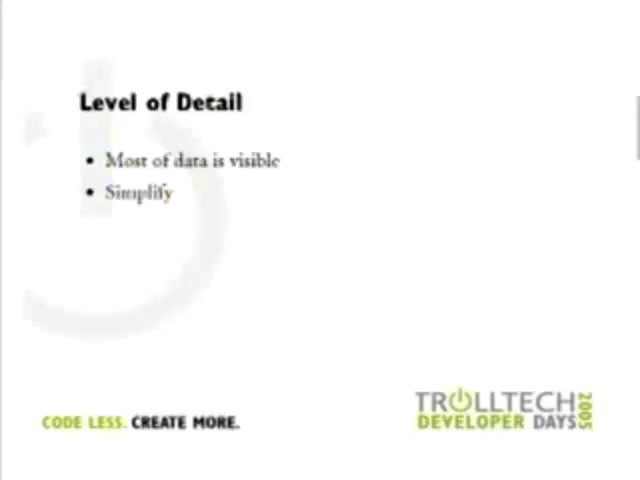 Level of Detail
• Most of data is visible
• Simplify
CODE LESS. CREATE MORE.
TROLLTECH
DEVELOPER DAYS
2005